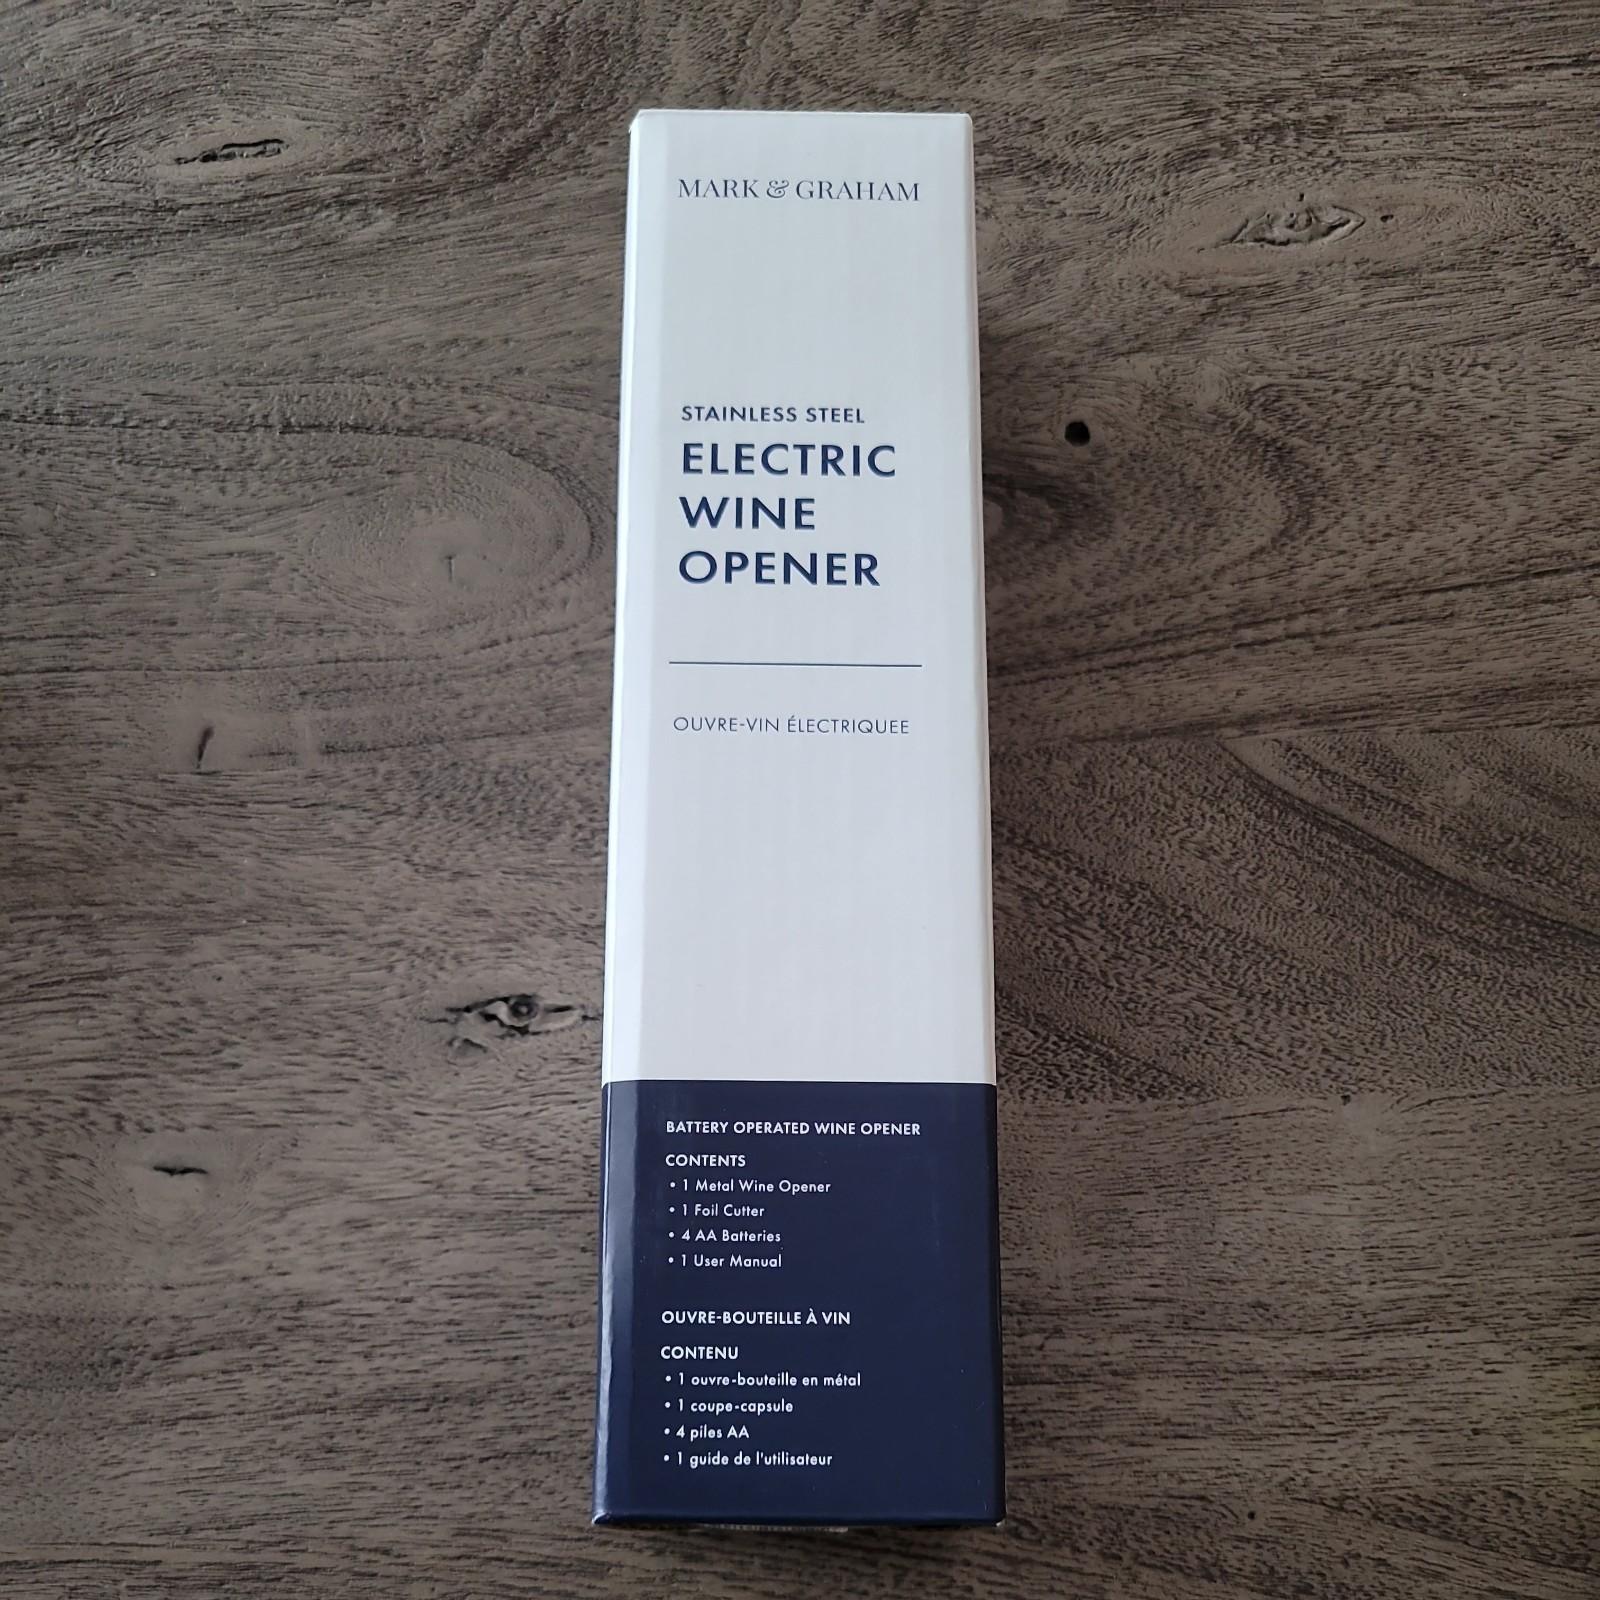 MARK & GRAHAM
STAINLESS STEEL
ELECTRIC
WINE
OPENER
OUVRE-VIN ÉLECTRIQUEE
BATTERY OPERATED WINE OPENER
CONTENTS
• 1 Metal Wine Opener
• 1 Foil Cutter
• 4 AA Batteries
• 1 User Manual
OUVRE-BOUTEILLE À VIN
CONTENU
• 1 ouvre-bouteille en métal
• 1 coupe-capsule
• 4 piles AA
• 1 guide de l'utilisateur